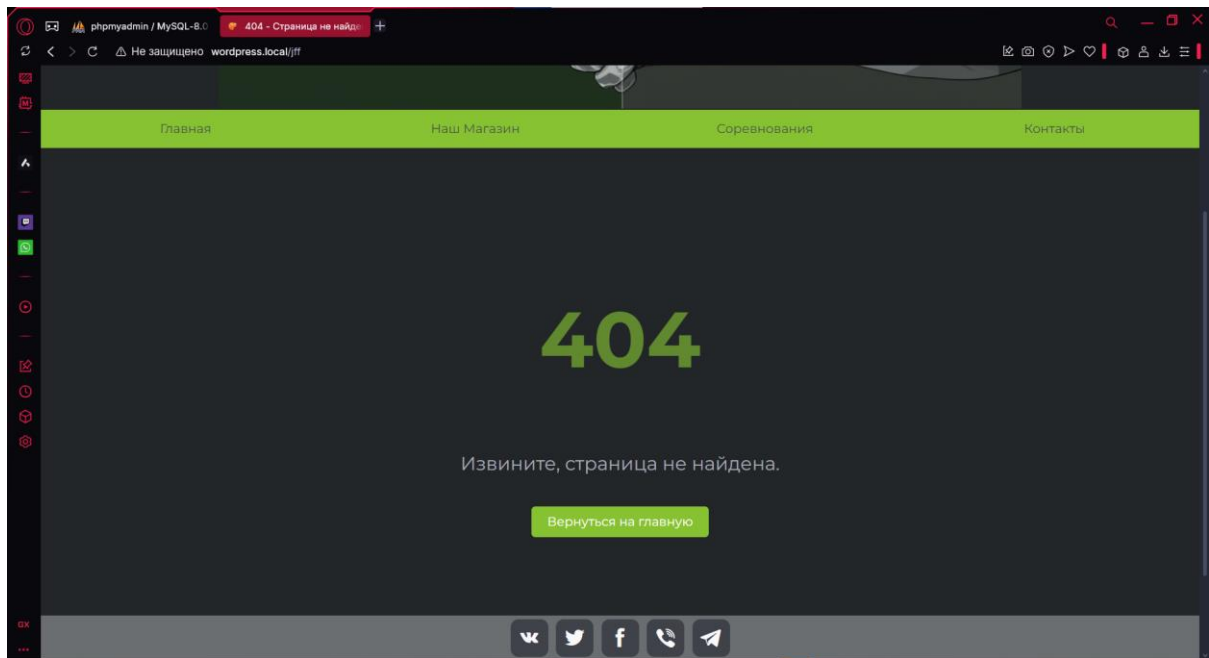 phpmyadmin / MySQL-8.0
404 - Страница не найде
Не защищено wordpress.local/jff
Главная Наш Магазин Соревнования Контакты
404
Извините, страница не найдена.
Вернуться на главную
GX